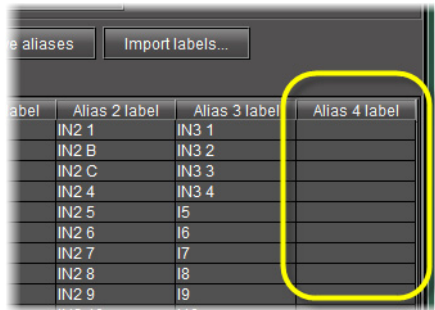 aliases Import labels...
Alias 2 label Alias 3 label Alias 4 label
IN2 1 IN3 1
IN2 B IN3 2
IN2 C IN3 3
IN2 4 IN3 4
IN2 5 I5
IN2 6 I6
IN2 7 I7
IN2 8 I8
IN2 9 I9